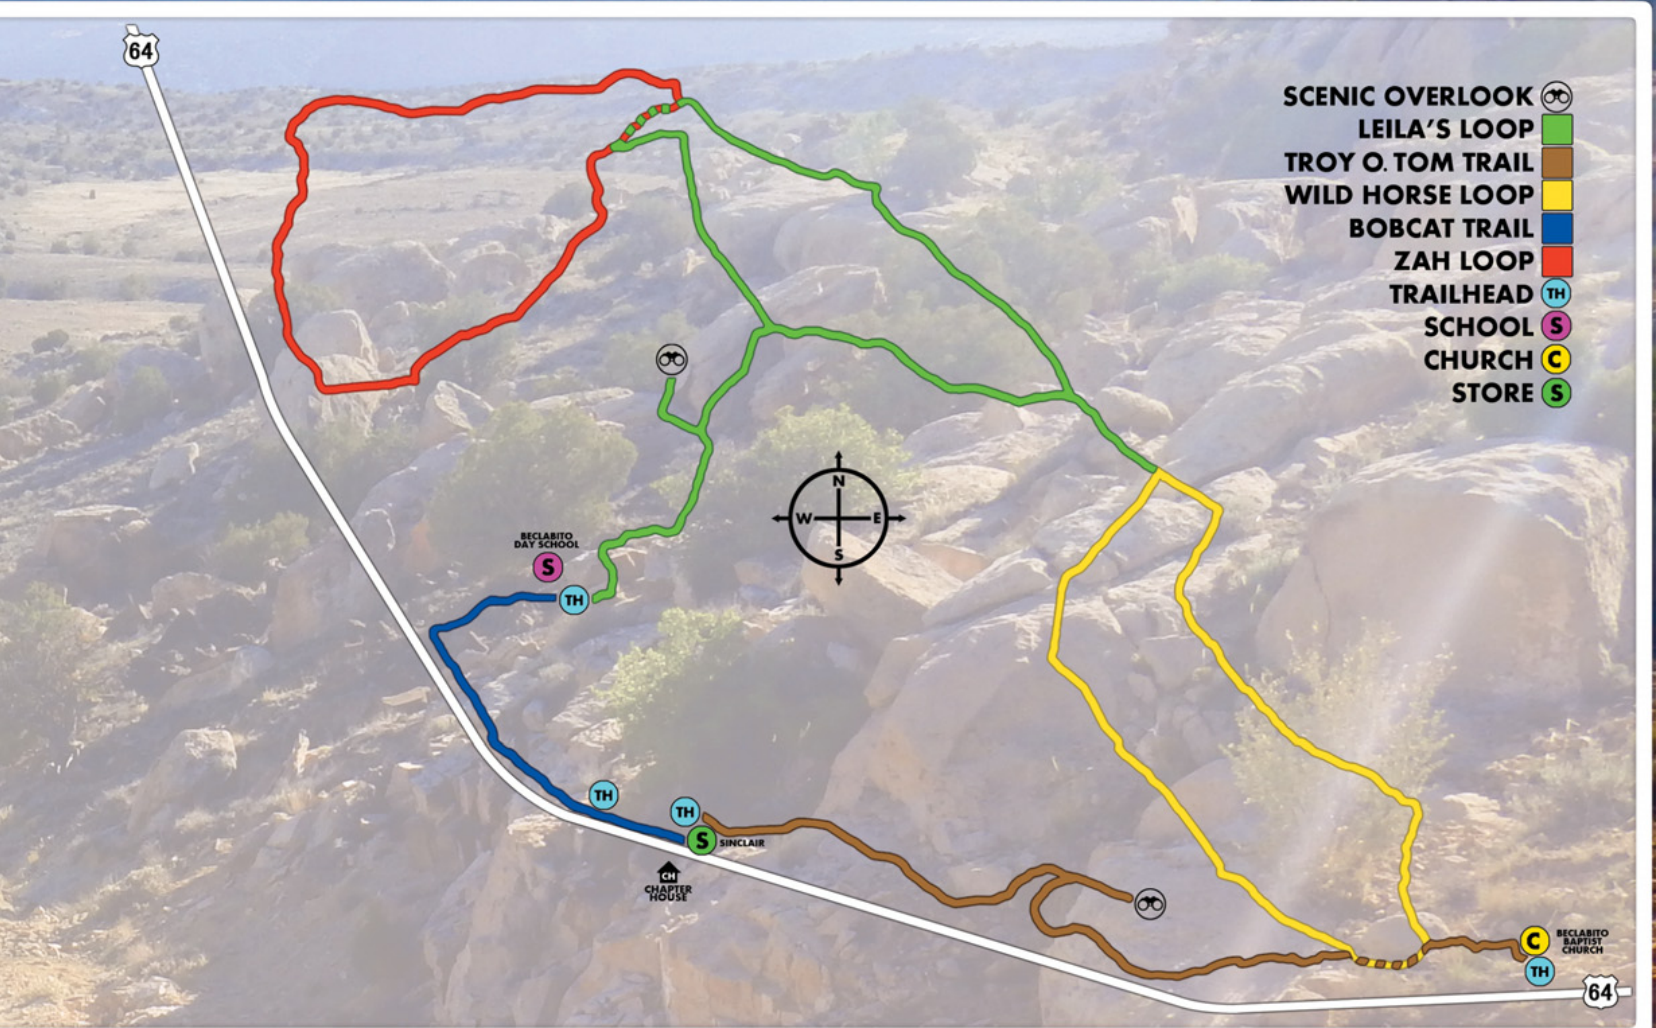 64
SCENIC OVERLOOK
LEILA'S LOOP
TROY O. TOM TRAIL
WILD HORSE LOOP
BOBCAT TRAIL
ZAH LOOP
TRAILHEAD TH
SCHOOL S
CHURCH C
STORE S
N
W E
S
BECLABITO
DAY SCHOOL
S
TH
TH
TH
S SINCLAIR
CH
CHAPTER
HOUSE
C
BECLABITO
BAPTIST
CHURCH
TH
64